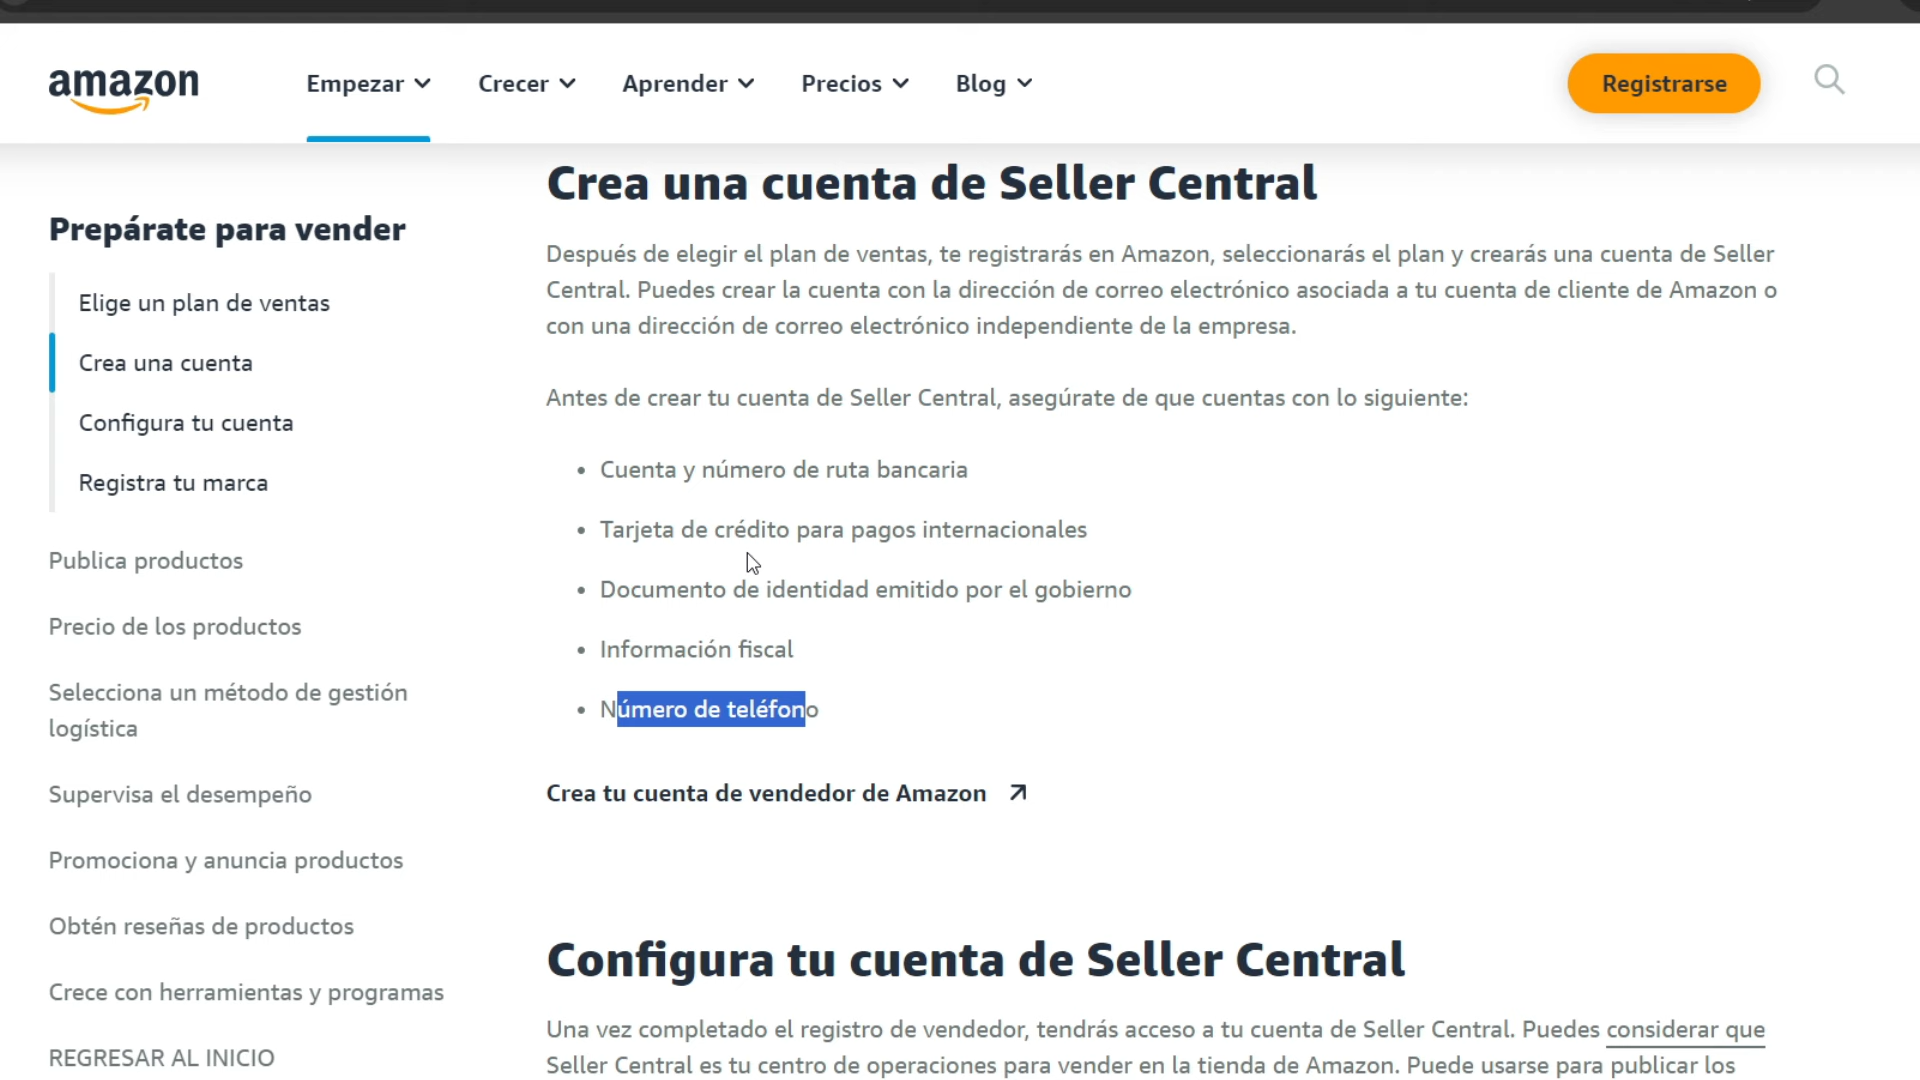 amazon
Empezar
Crecer
Aprender
Precios
Blog
Registrarse
Prepárate para vender
Elige un plan de ventas
Crea una cuenta
Configura tu cuenta
Registra tu marca
Publica productos
Precio de los productos
Selecciona un método de gestión
logística
Supervisa el desempeño
Promociona y anuncia productos
Obtén reseñas de productos
Crece con herramientas y programas
REGRESAR AL INICIO
Crea una cuenta de Seller Central
Después de elegir el plan de ventas, te registrarás en Amazon, seleccionarás el plan y crearás una cuenta de Seller
Central. Puedes crear la cuenta con la dirección de correo electrónico asociada a tu cuenta de cliente de Amazon o
con una dirección de correo electrónico independiente de la empresa.
Antes de crear tu cuenta de Seller Central, asegúrate de que cuentas con lo siguiente:
• Cuenta y número de ruta bancaria
• Tarjeta de crédito para pagos internacionales
• Documento de identidad emitido por el gobierno
• Información fiscal
• Número de teléfono
Crea tu cuenta de vendedor de Amazon
Configura tu cuenta de Seller Central
Una vez completado el registro de vendedor, tendrás acceso a tu cuenta de Seller Central. Puedes considerar que
Seller Central es tu centro de operaciones para vender en la tienda de Amazon. Puede usarse para publicar los